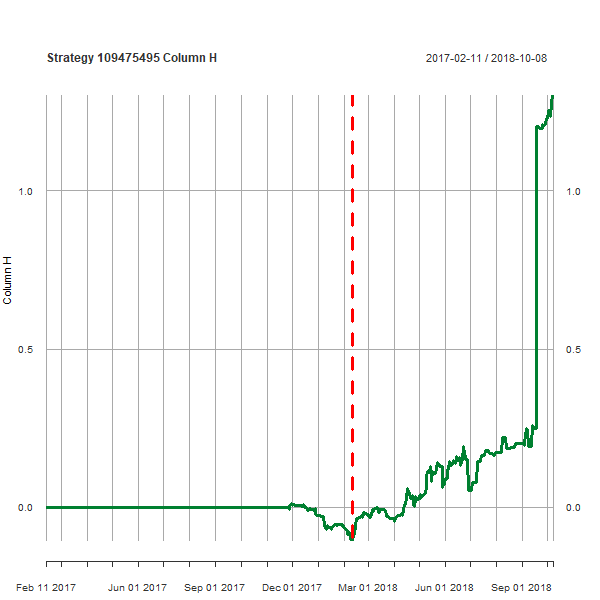 Strategy 109475495 Column H
2017-02-11 / 2018-10-08
1.0
1.0
Column H
0.5
0.5
0.0
0.0
Feb 11 2017
Jun 01 2017
Sep 01 2017
Dec 01 2017
Mar 01 2018
Jun 01 2018
Sep 01 2018